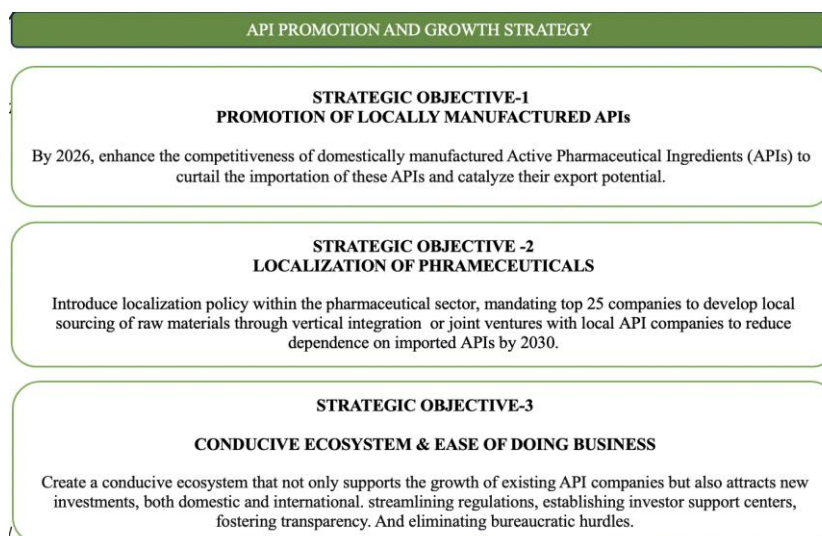 API PROMOTION AND GROWTH STRATEGY
STRATEGIC OBJECTIVE-1
PROMOTION OF LOCALLY MANUFACTURED APIs
By 2026, enhance the competitiveness of domestically manufactured Active Pharmaceutical Ingredients (APIs) to
curtail the importation of these APIs and catalyze their export potential.
STRATEGIC OBJECTIVE -2
LOCALIZATION OF PHRAMECEUTICALS
Introduce localization policy within the pharmaceutical sector, mandating top 25 companies to develop local
sourcing of raw materials through vertical integration or joint ventures with local API companies to reduce
dependence on imported APIs by 2030.
STRATEGIC OBJECTIVE-3
CONDUCIVE ECOSYSTEM & EASE OF DOING BUSINESS
Create a conducive ecosystem that not only supports the growth of existing API companies but also attracts new
investments, both domestic and international. streamlining regulations, establishing investor support centers,
fostering transparency. And eliminating bureaucratic hurdles.